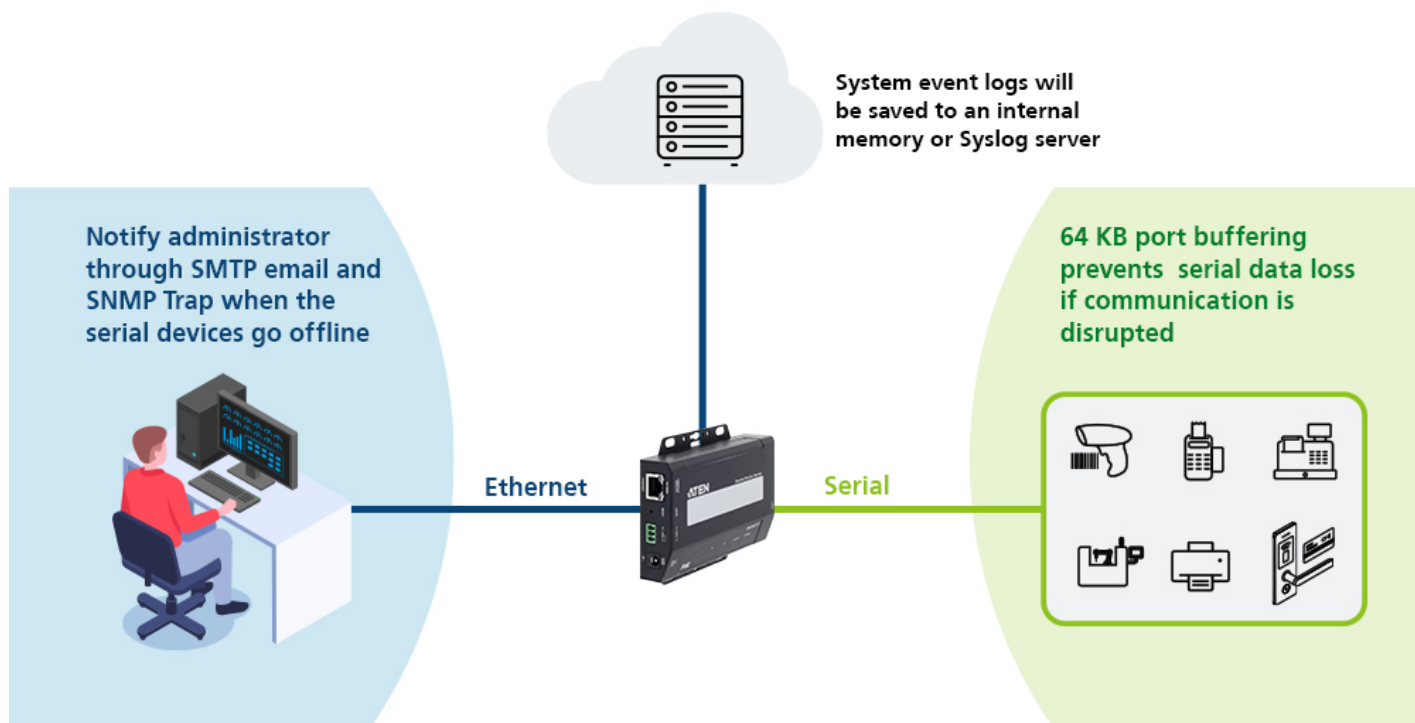 System event logs will
be saved to an internal
memory or Syslog server
Notify administrator
through SMTP email and
SNMP Trap when the
serial devices go offline
64 KB port buffering
prevents serial data loss
if communication is
disrupted
Ethernet
ATEN
Serial